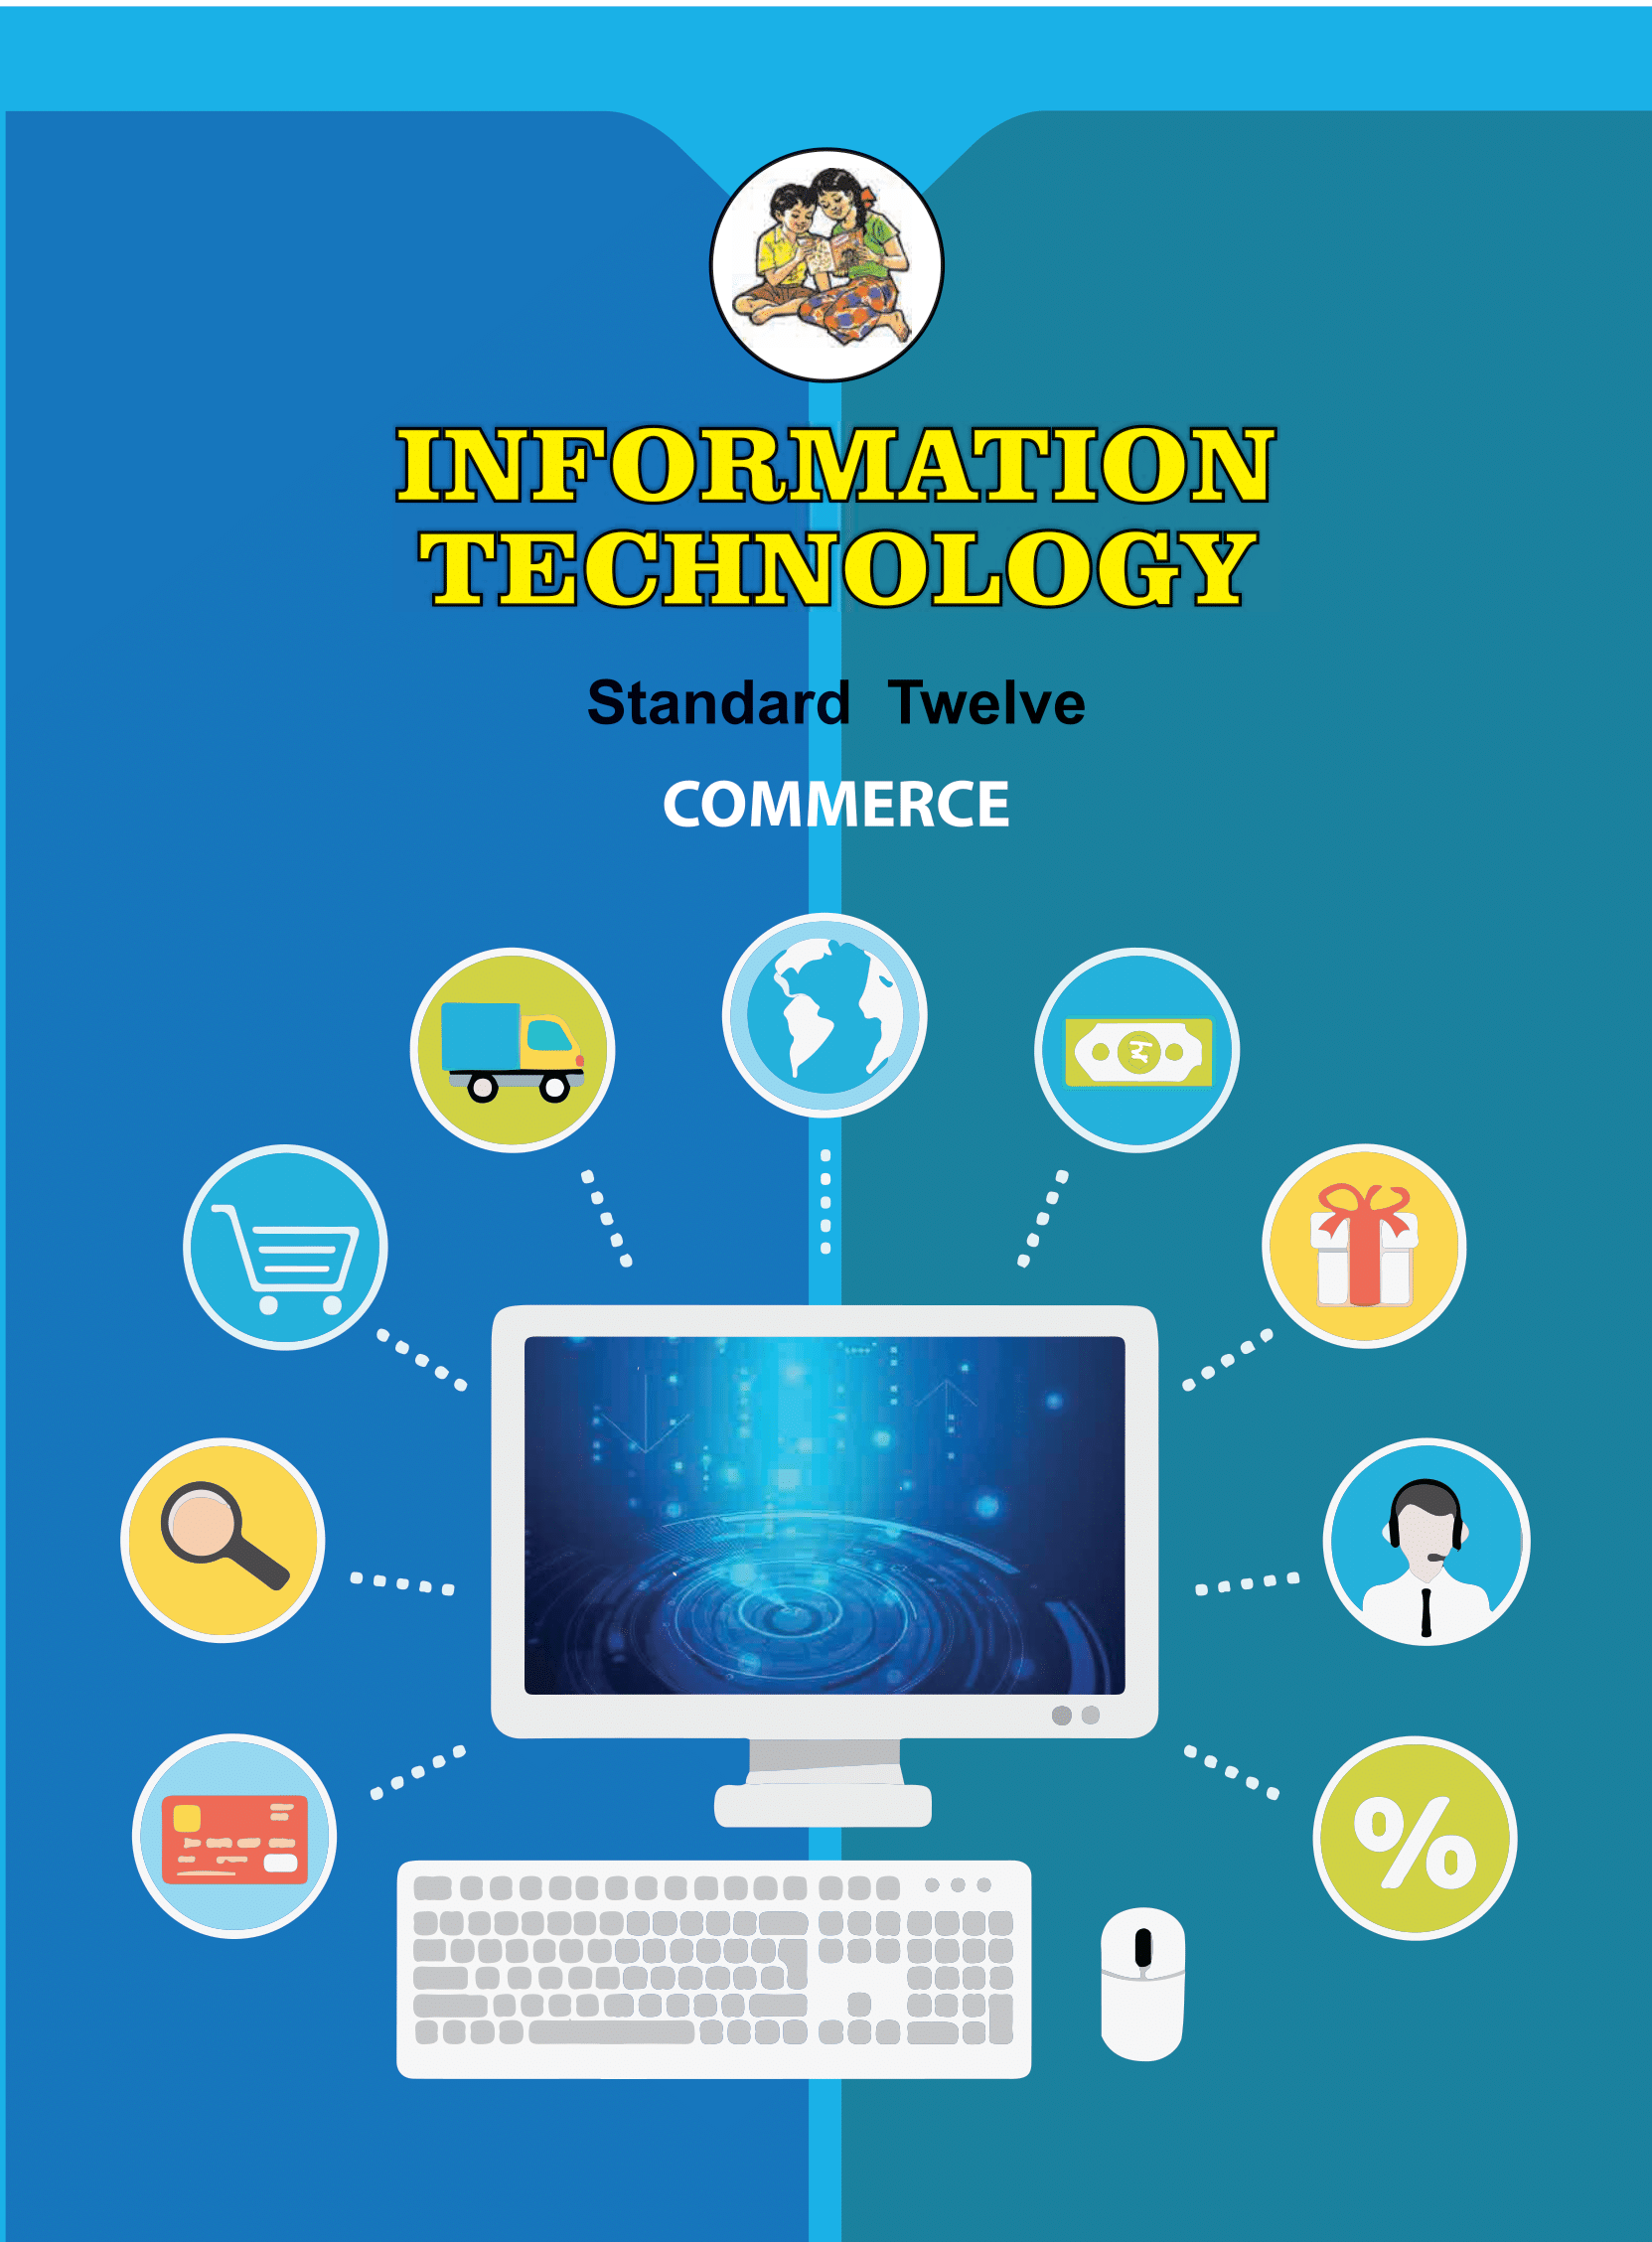 INFORMATION
TECHNOLOGY
Standard Twelve
COMMERCE
₹
%